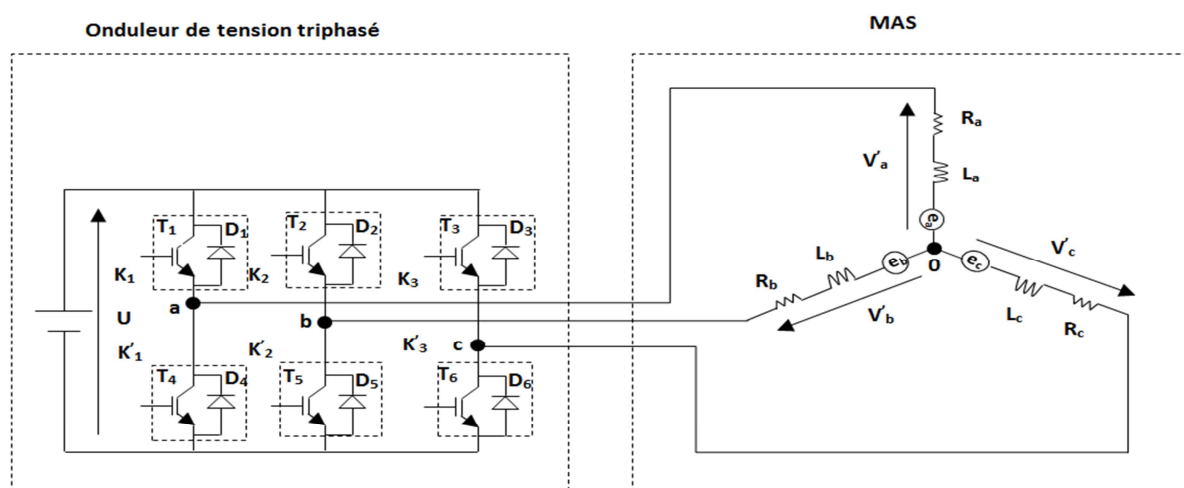 Onduleur de tension triphasé
MAS
T₁ D₁ T₂ D₂ T₃ D₃
K₁ K₂ K₃
U
a
b
c
K'₁ K'₂ K'₃
T₄ D₄ T₅ D₅ T₆ D₆
Rₐ
V'ₐ
Lₐ
eₐ
V'c
Lb
eb
O
ec
Rb
V'b
Lc
Rc